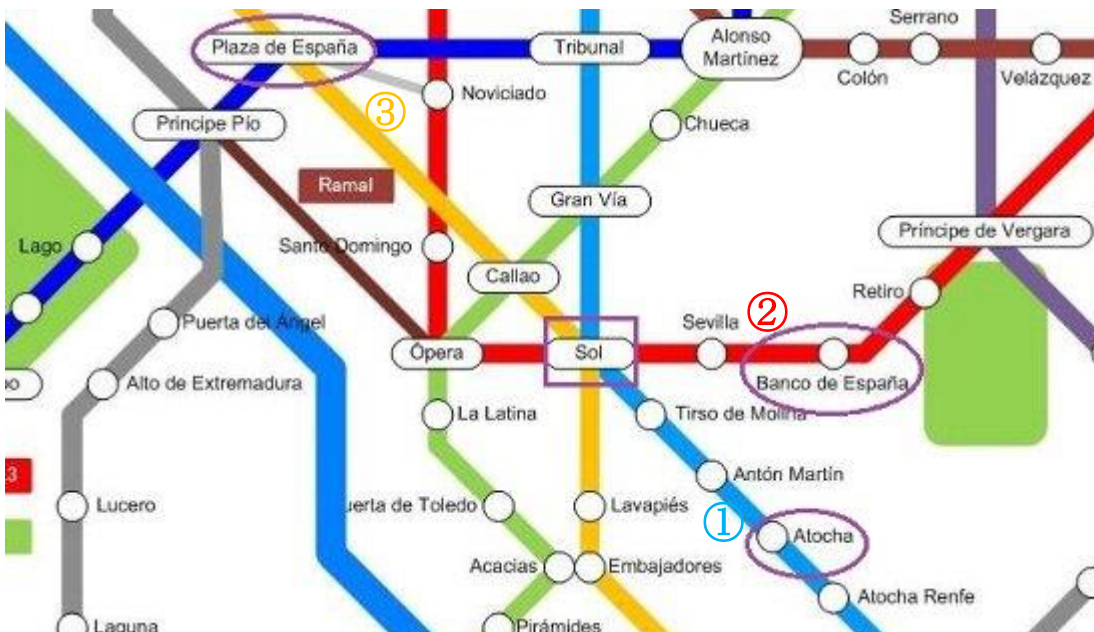 Serrano
Plaza de España
Tribunal
Alonso
Martínez
Colón
Velázquez
Noviciado
③
Principe Pío
Chueca
Ramal
Gran Vía
Lago
Santo Domingo
Príncipe de Vergara
Callao
Retiro
Puerta del Angel
Sevilla
②
Ópera
Sol
Alto de Extremadura
Banco de España
La Latina
Tirso de Molina
3
Antón Martín
Lucero
uerta de Toledo
Lavapiés
①
Atocha
Acacias
Embajadores
Atocha Renfe
Laguna
Pirámides